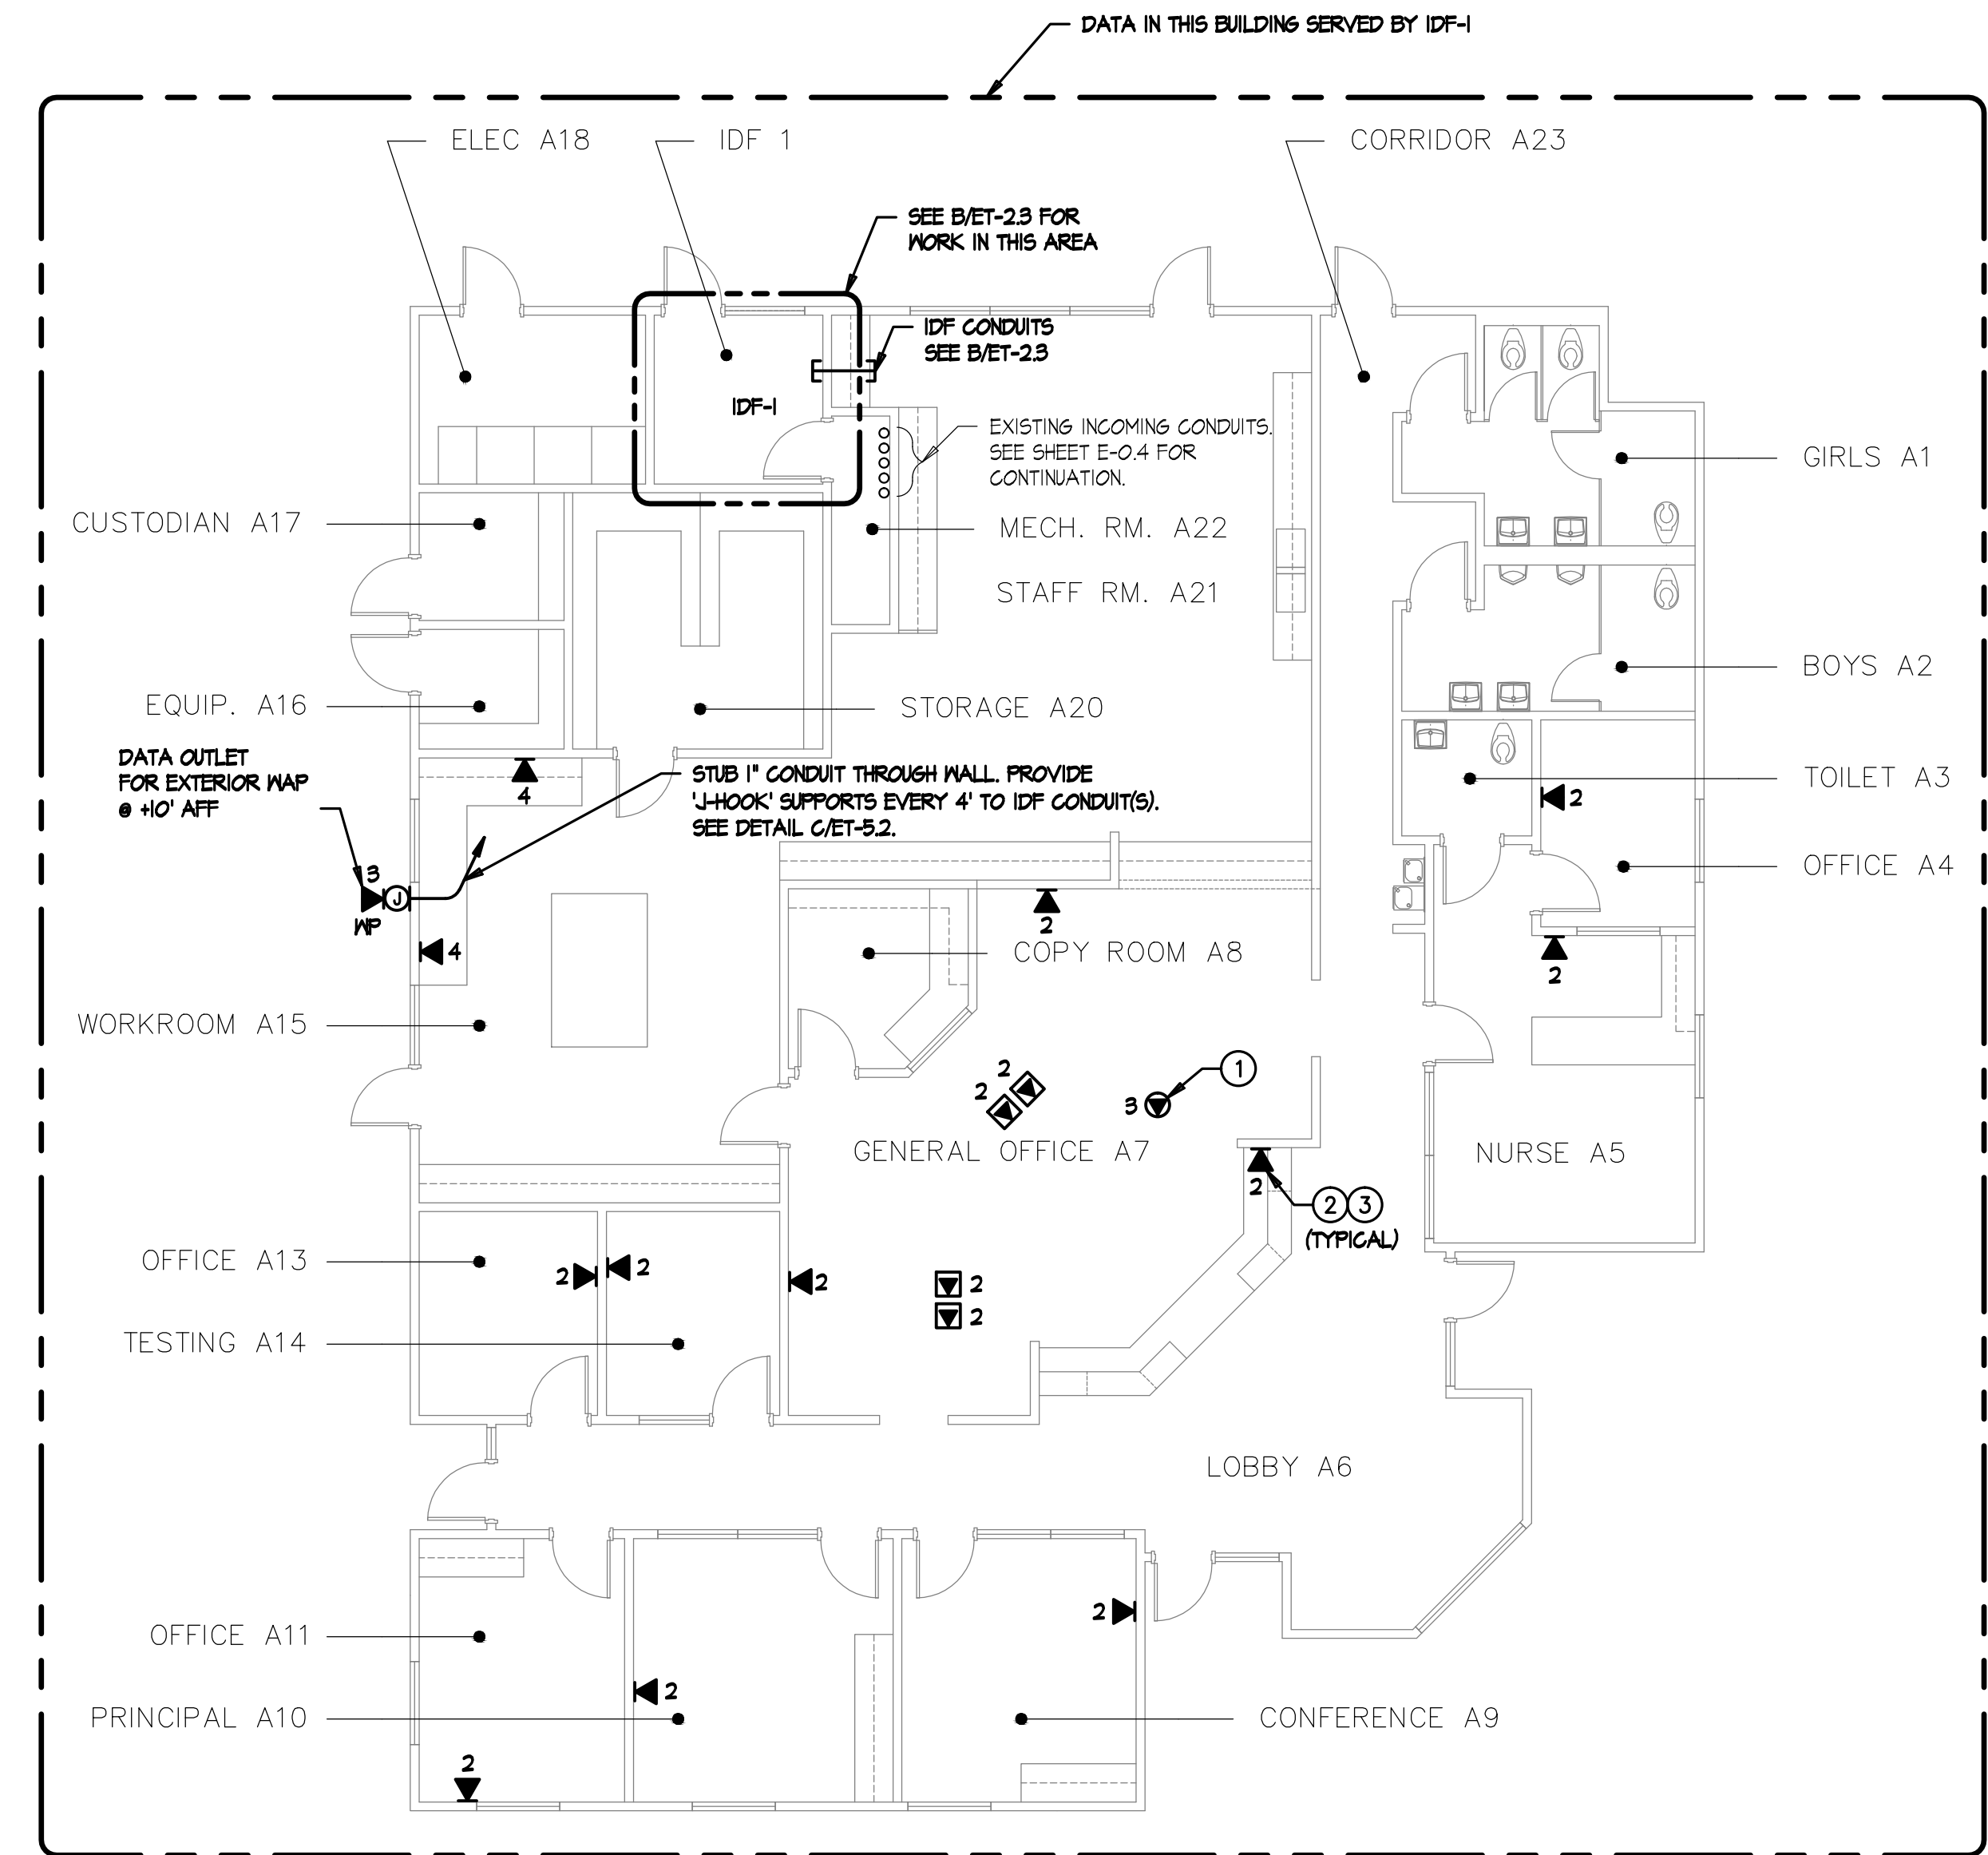 DATA IN THIS BUILDING SERVED BY IDF-1
ELEC A18
IDF 1
CORRIDOR A23
SEE B/ET-2.3 FOR
WORK IN THIS AREA
IDF CONDUITS
SEE B/ET-2.3
IDF-1
EXISTING INCOMING CONDUITS.
SEE SHEET E-0.4 FOR
CONTINUATION.
GIRLS A1
CUSTODIAN A17
MECH. RM. A22
STAFF RM. A21
BOYS A2
EQUIP. A16
STORAGE A20
DATA OUTLET
FOR EXTERIOR WAP
@ +10' AFF
4
STUB 1" CONDUIT THROUGH WALL. PROVIDE
'J-HOOK' SUPPORTS EVERY 4' TO IDF CONDUIT(S).
SEE DETAIL C/ET-5.2.
TOILET A3
2
OFFICE A4
3
J
WP
4
2
COPY ROOM A8
2
WORKROOM A15
2
2
3
1
GENERAL OFFICE A7
NURSE A5
2
2 3
(TYPICAL)
OFFICE A13
2
2
2
2
2
TESTING A14
LOBBY A6
2
OFFICE A11
2
PRINCIPAL A10
CONFERENCE A9
2